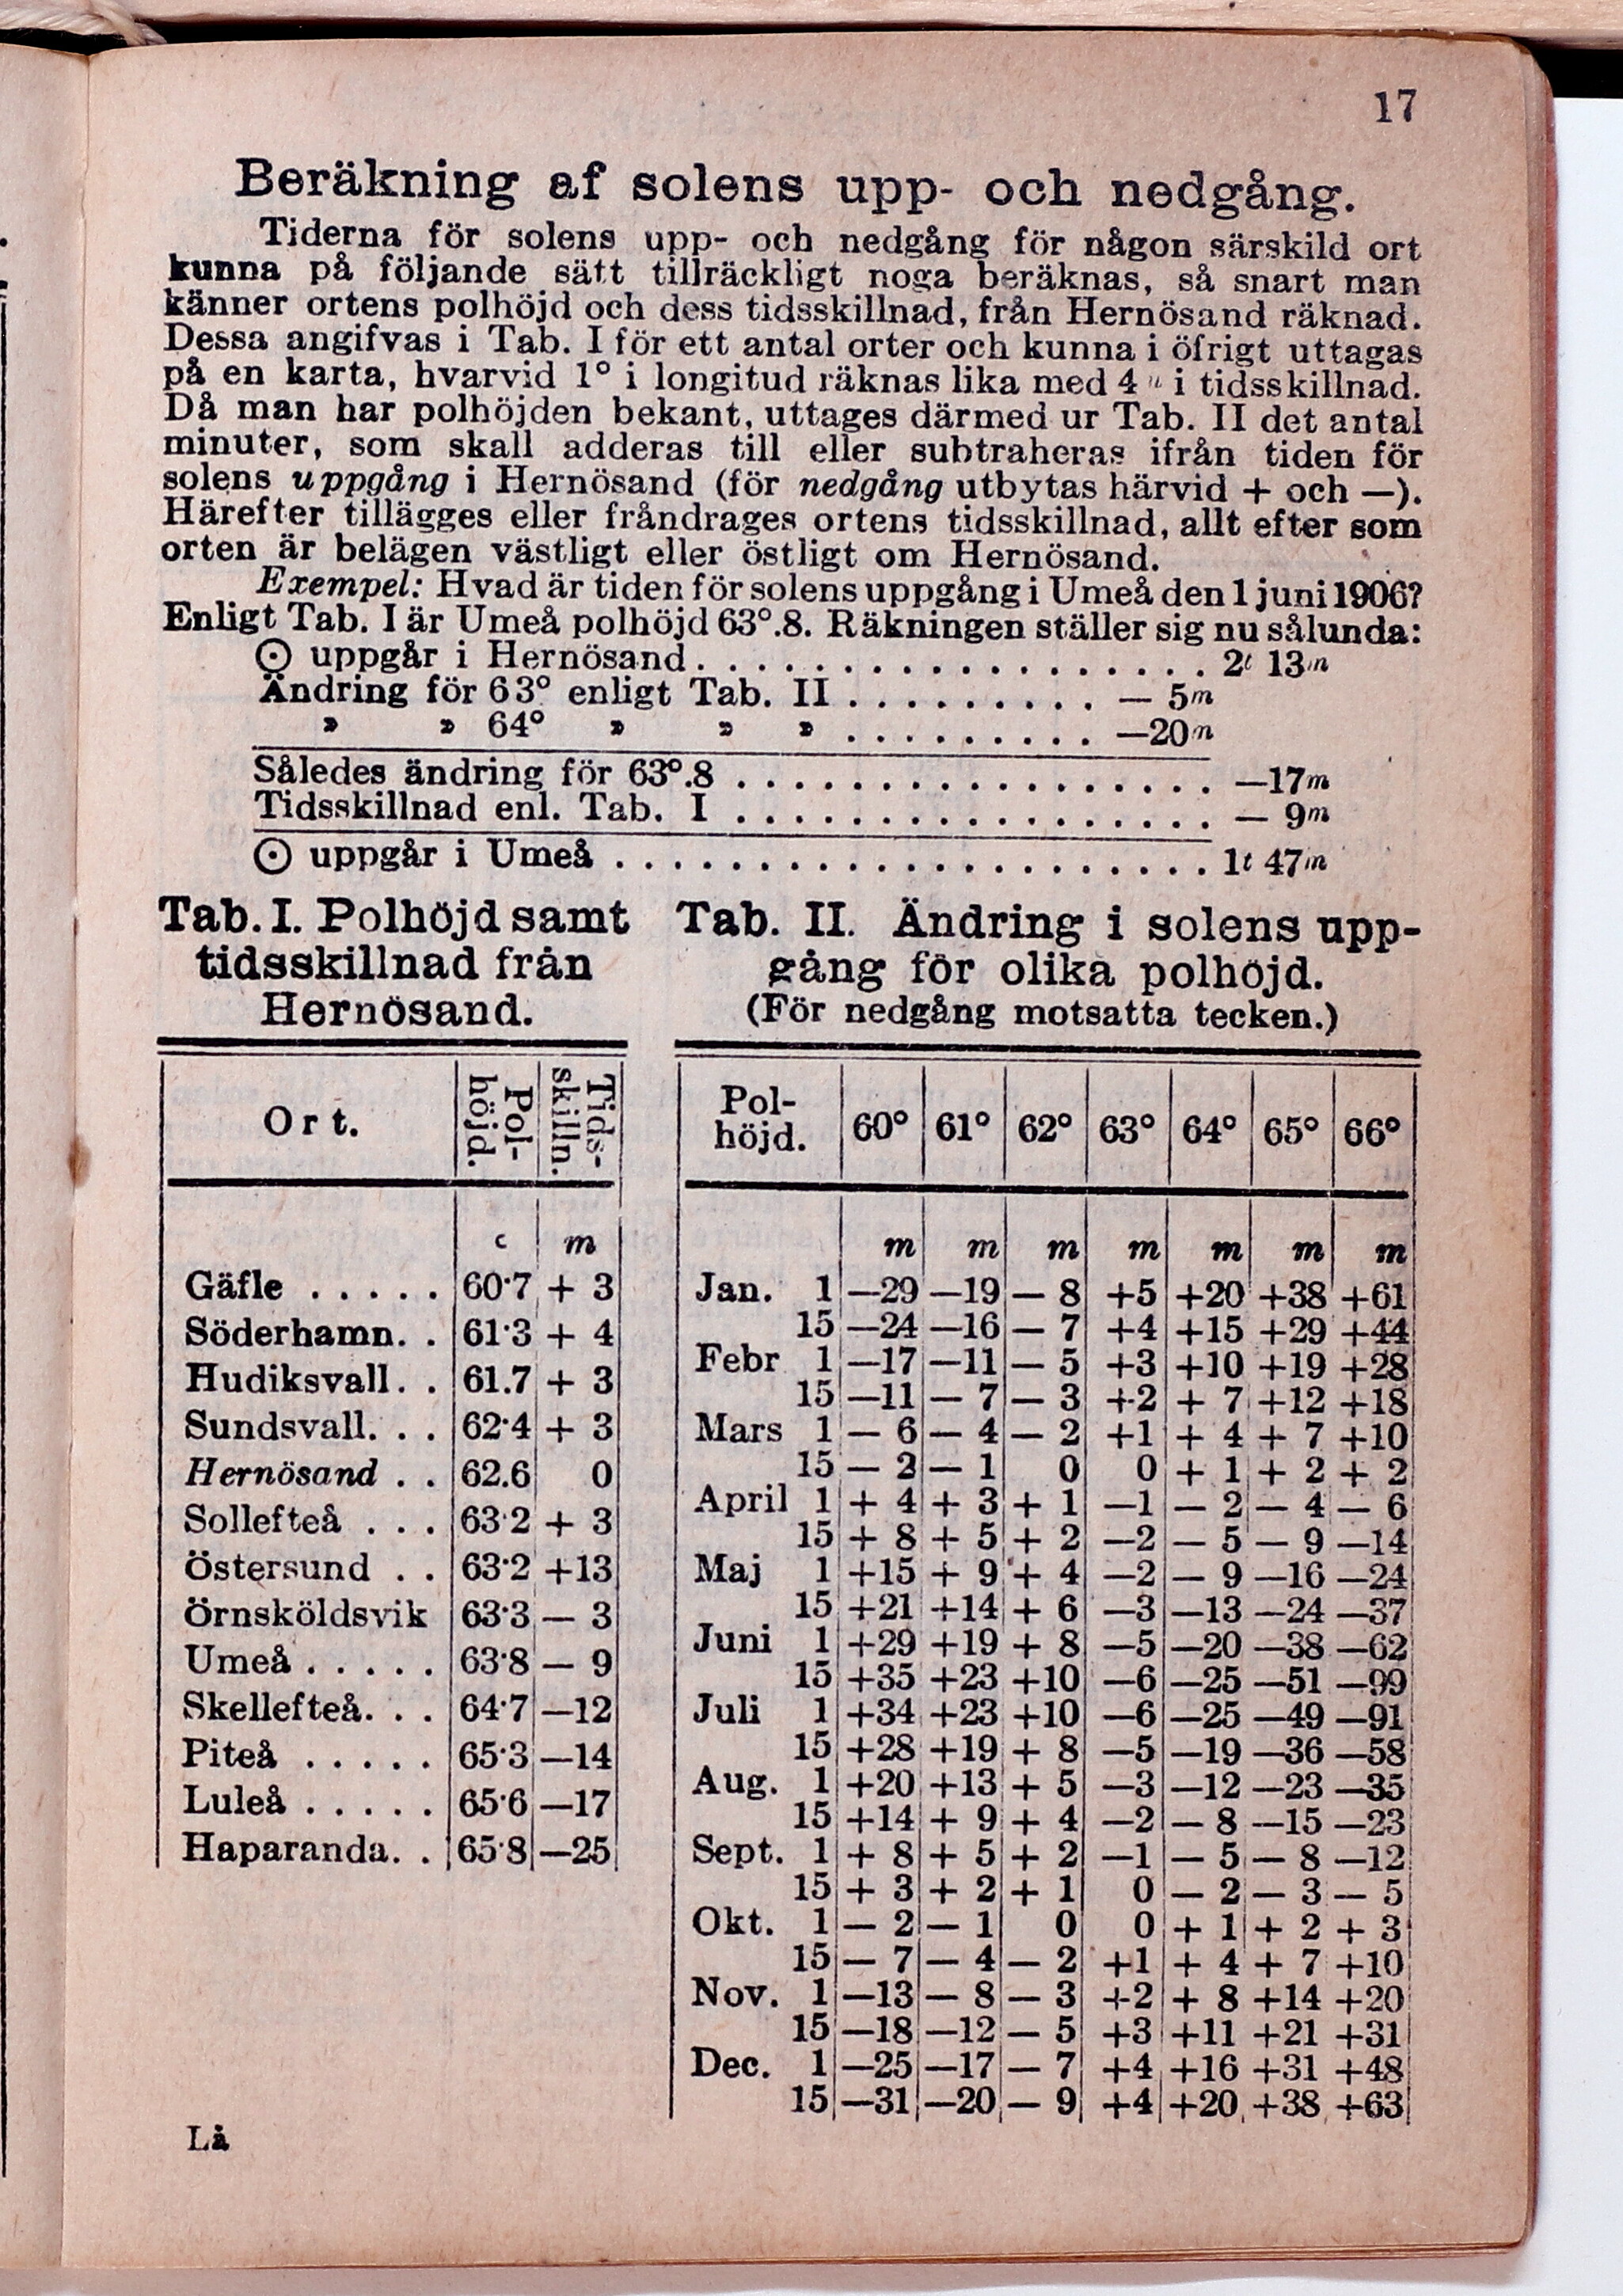 17
Beräkning af solens upp- och nedgång.
Tiderna för solens upp- och nedgång för någon särskild ort
kunna på följande sätt tillräckligt noga beräknas, så snart man
känner ortens polhöjd och dess tidsskillnad, från Hernösand räknad.
Dessa angifvas i Tab. I för ett antal orter och kunna i öfrigt uttagas
på en karta, hvarvid 1° i longitud räknas lika med 4 i tidsskillnad.
Då man har polhöjden bekant, uttages därmed ur Tab. II det antal
minuter, som skall adderas till eller subtraheras ifrån tiden för
solens uppgång i Hernösand (för nedgång utbytas härvid + och —).
Härefter tillägges eller fråndrages ortens tidsskillnad, allt efter som
orten är belägen västligt eller östligt om Hernösand.
Exempel: Hvad är tiden för solens uppgång i Umeå den 1 juni 1906?
Enligt Tab. I är Umeå polhöjd 63°.8. Räkningen ställer sig nu sålunda:
☉ uppgår i Hernösand . . . . . . . . . . . . . . . . . . 2t 13m
Ändring för 63° enligt Tab. II . . . . . . . . . — 5m
» » 64° » » » . . . . . . . . . —20m
Således ändring för 63°.8 . . . . . . . . . . . . . . . . . —17m
Tidsskillnad enl. Tab. I . . . . . . . . . . . . . . . . . — 9m
☉ uppgår i Umeå . . . . . . . . . . . . . . . . . . . . . 1t 47m
Tab. I. Polhöjd samt
tidsskillnad från
Hernösand.
Ort. Pol-höjd. Tids-skilln.
c m
Gäfle . . . . . 60·7 + 3
Söderhamn. . 61·3 + 4
Hudiksvall. . 61.7 + 3
Sundsvall. . . 62·4 + 3
Hernösand . . 62.6 0
Sollefteå . . . 63·2 + 3
Östersund . . 63·2 +13
Örnsköldsvik 63·3 — 3
Umeå . . . . . 63·8 — 9
Skellefteå. . . 64·7 —12
Piteå . . . . . 65·3 —14
Luleå . . . . . 65·6 —17
Haparanda. . 65·8 —25
Tab. II. Ändring i solens upp-
gång för olika polhöjd.
(För nedgång motsatta tecken.)
Pol-
höjd. 60° 61° 62° 63° 64° 65° 66°
m m m m m m m
Jan. 1 —29 —19 — 8 +5 +20 +38 +61
15 —24 —16 — 7 +4 +15 +29 +44
Febr 1 —17 —11 — 5 +3 +10 +19 +28
15 —11 — 7 — 3 +2 + 7 +12 +18
Mars 1 — 6 — 4 — 2 +1 + 4 + 7 +10
15 — 2 — 1 0 0 + 1 + 2 + 2
April 1 + 4 + 3 + 1 —1 — 2 — 4 — 6
15 + 8 + 5 + 2 —2 — 5 — 9 —14
Maj 1 +15 + 9 + 4 —2 — 9 —16 —24
15 +21 +14 + 6 —3 —13 —24 —37
Juni 1 +29 +19 + 8 —5 —20 —38 —62
15 +35 +23 +10 —6 —25 —51 —99
Juli 1 +34 +23 +10 —6 —25 —49 —91
15 +28 +19 + 8 —5 —19 —36 —58
Aug. 1 +20 +13 + 5 —3 —12 —23 —35
15 +14 + 9 + 4 —2 — 8 —15 —23
Sept. 1 + 8 + 5 + 2 —1 — 5 — 8 —12
15 + 3 + 2 + 1 0 — 2 — 3 — 5
Okt. 1 — 2 — 1 0 0 + 1 + 2 + 3
15 — 7 — 4 — 2 +1 + 4 + 7 +10
Nov. 1 —13 — 8 — 3 +2 + 8 +14 +20
15 —18 —12 — 5 +3 +11 +21 +31
Dec. 1 —25 —17 — 7 +4 +16 +31 +48
15 —31 —20 — 9 +4 +20 +38 +63
Lå